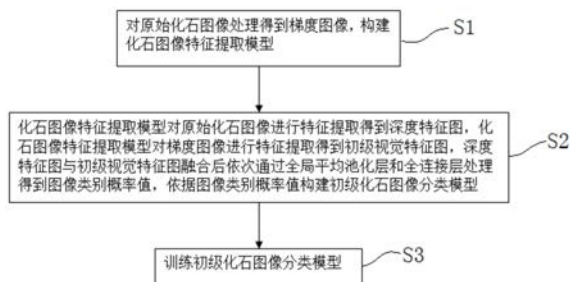 对原始化石图像处理得到梯度图像，构建
化石图像特征提取模型
S1
化石图像特征提取模型对原始化石图像进行特征提取得到深度特征图，化
石图像特征提取模型对梯度图像进行特征提取得到初级视觉特征图，深度
特征图与初级视觉特征图融合后依次通过全局平均池化层和全连接层处理
得到图像类别概率值，依据图像类别概率值构建初级化石图像分类模型
S2
训练初级化石图像分类模型
S3